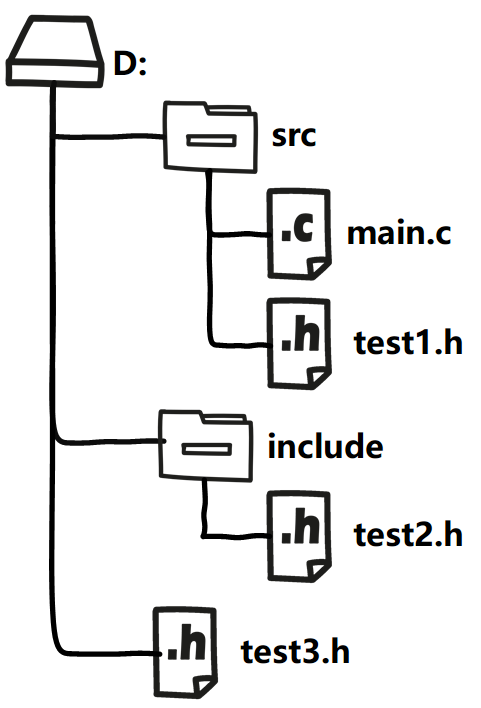 D:
src
.c
main.c
.h
test1.h
include
.h
test2.h
.h
test3.h